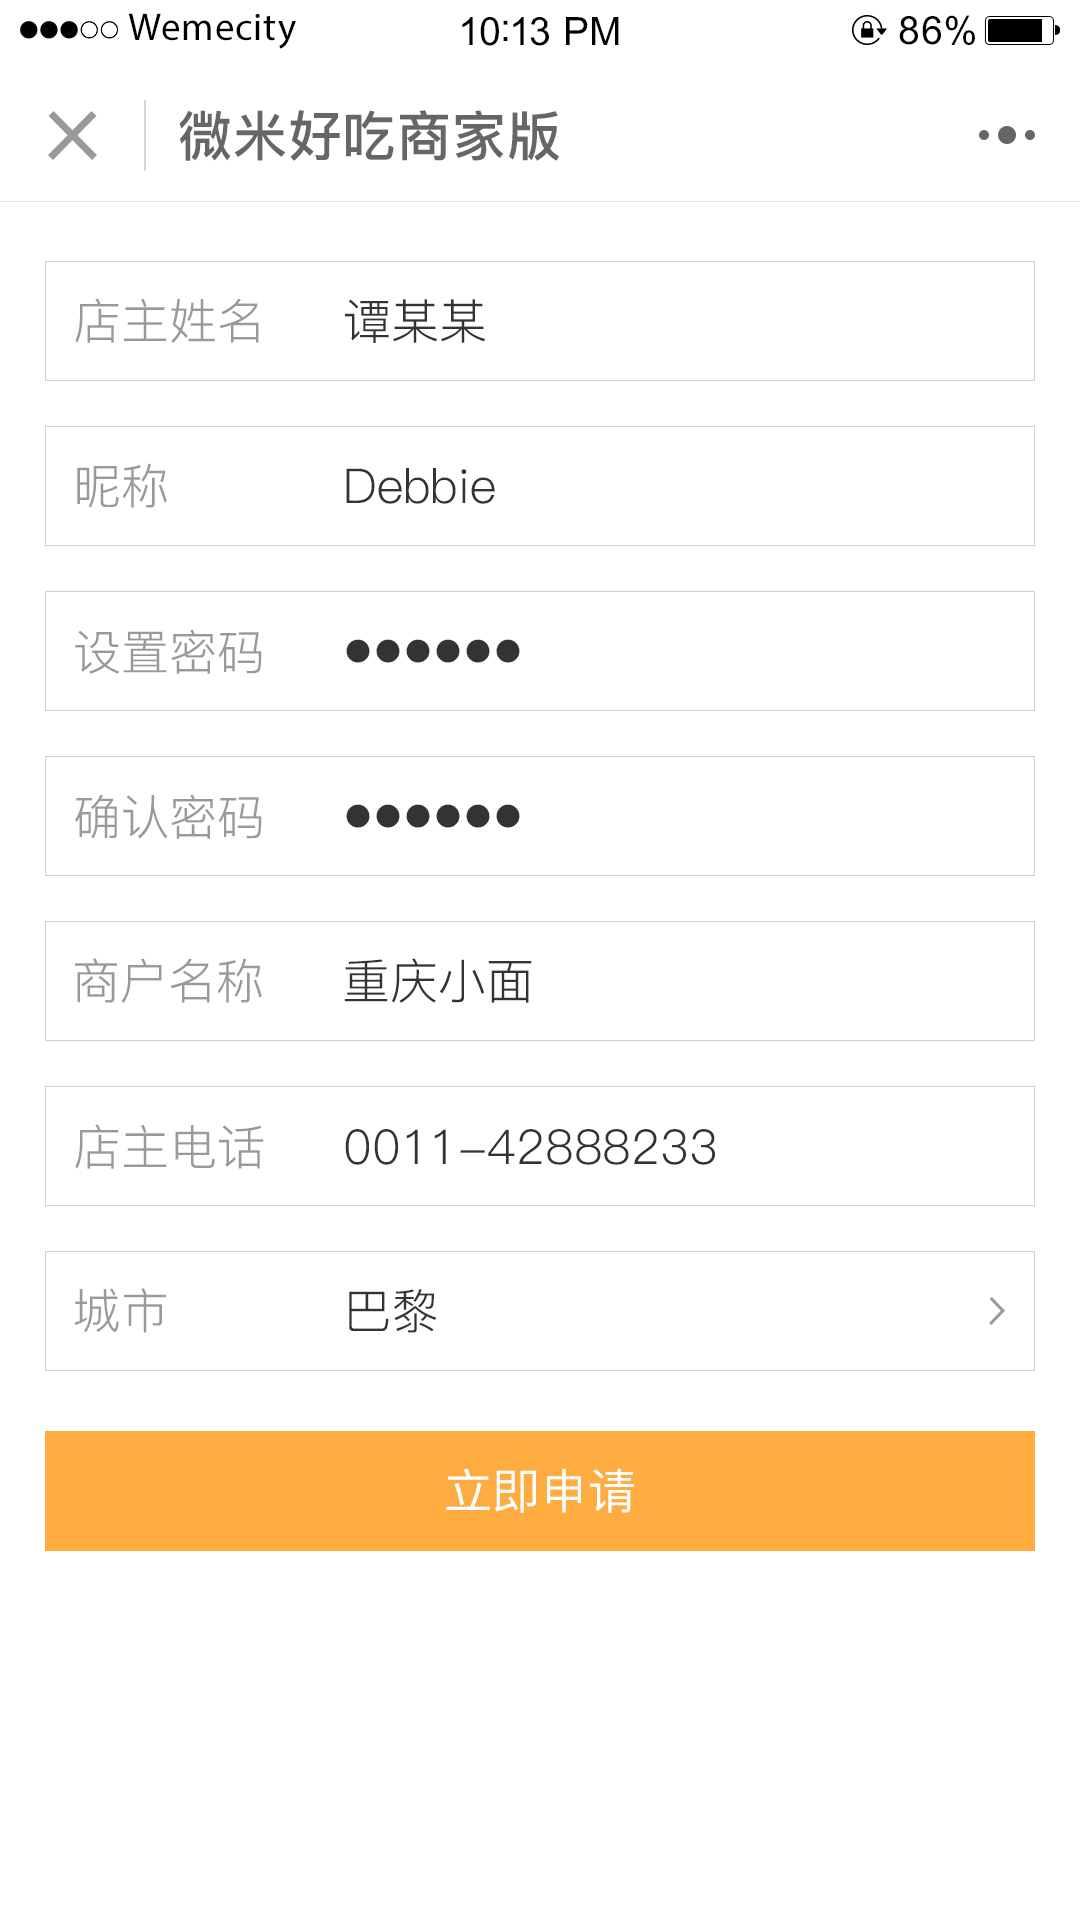 Wemecity 10:13 PM 86%
微米好吃商家版
店主姓名 谭某某
昵称 Debbie
设置密码 ●●●●●●
确认密码 ●●●●●●
商户名称 重庆小面
店主电话 0011-42888233
城市 巴黎
立即申请